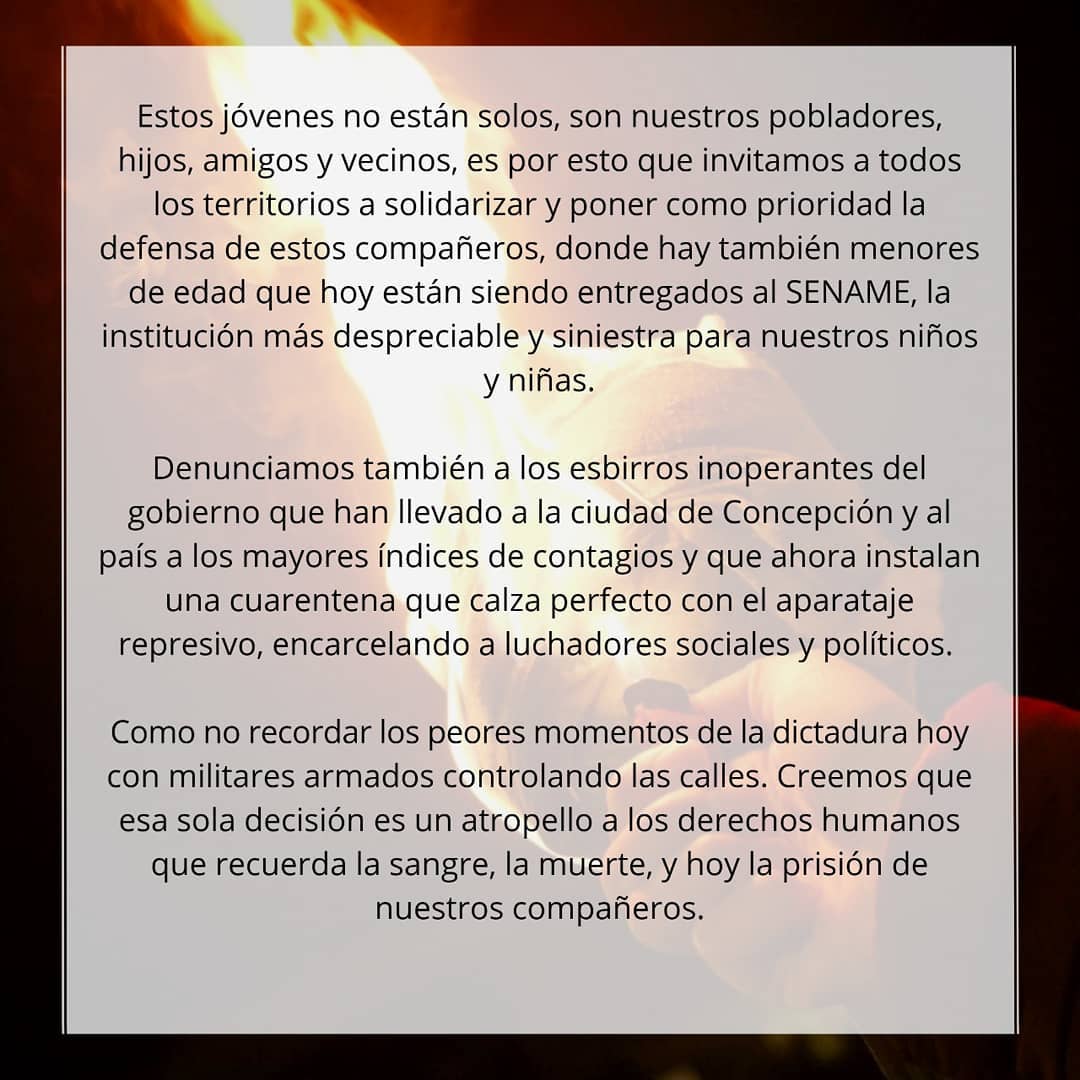 Estos jóvenes no están solos, son nuestros pobladores,
hijos, amigos y vecinos, es por esto que invitamos a todos
los territorios a solidarizar y poner como prioridad la
defensa de estos compañeros, donde hay también menores
de edad que hoy están siendo entregados al SENAME, la
institución más despreciable y siniestra para nuestros niños
y niñas.
Denunciamos también a los esbirros inoperantes del
gobierno que han llevado a la ciudad de Concepción y al
país a los mayores índices de contagios y que ahora instalan
una cuarentena que calza perfecto con el aparataje
represivo, encarcelando a luchadores sociales y políticos.
Como no recordar los peores momentos de la dictadura hoy
con militares armados controlando las calles. Creemos que
esa sola decisión es un atropello a los derechos humanos
que recuerda la sangre, la muerte, y hoy la prisión de
nuestros compañeros.